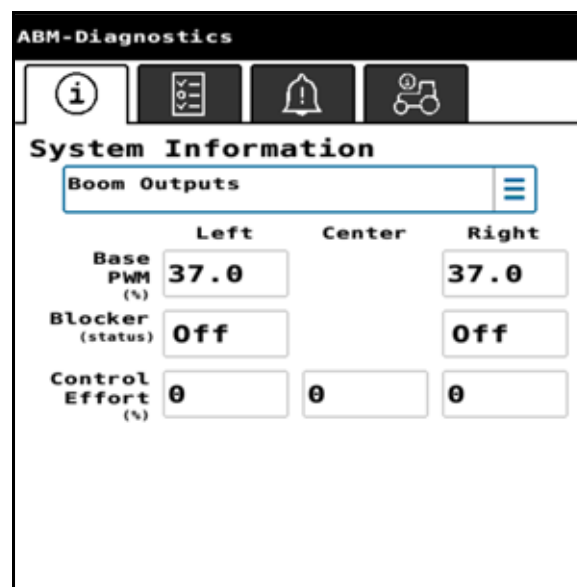 ABM-Diagnostics
System Information
Boom Outputs
Left Center Right
Base
PWM
(%)
37.0 37.0
Blocker
(status)
Off Off
Control
Effort
(%)
0 0 0